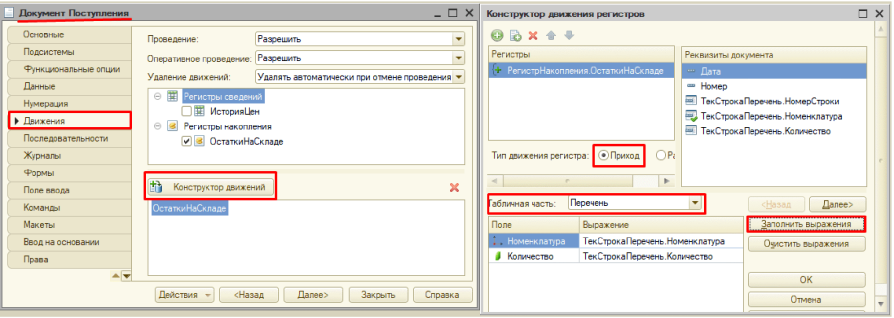 Документ Поступления
Основные
Подсистемы
Функциональные опции
Данные
Нумерация
Движения
Последовательности
Журналы
Формы
Поле ввода
Команды
Макеты
Ввод на основании
Права
Проведение: Разрешить
Оперативное проведение: Разрешить
Удаление движений: Удалять автоматически при отмене проведения
Регистры сведений
ИсторияЦен
Регистры накопления
ОстаткиНаСкладе
Конструктор движений
ОстаткиНаСкладе
Действия <Назад Далее> Закрыть Справка
Конструктор движения регистров
Регистры
РегистрНакопления.ОстаткиНаСкладе
Реквизиты документа
Дата
Номер
ТекСтрокаПеречень.НомерСтроки
ТекСтрокаПеречень.Номенклатура
ТекСтрокаПеречень.Количество
Тип движения регистра: Приход
Табличная часть: Перечень
<Назад Далее>
Поле Выражение
Номенклатура ТекСтрокаПеречень.Номенклатура
Количество ТекСтрокаПеречень.Количество
Заполнить выражения
Очистить выражения
OK
Отмена